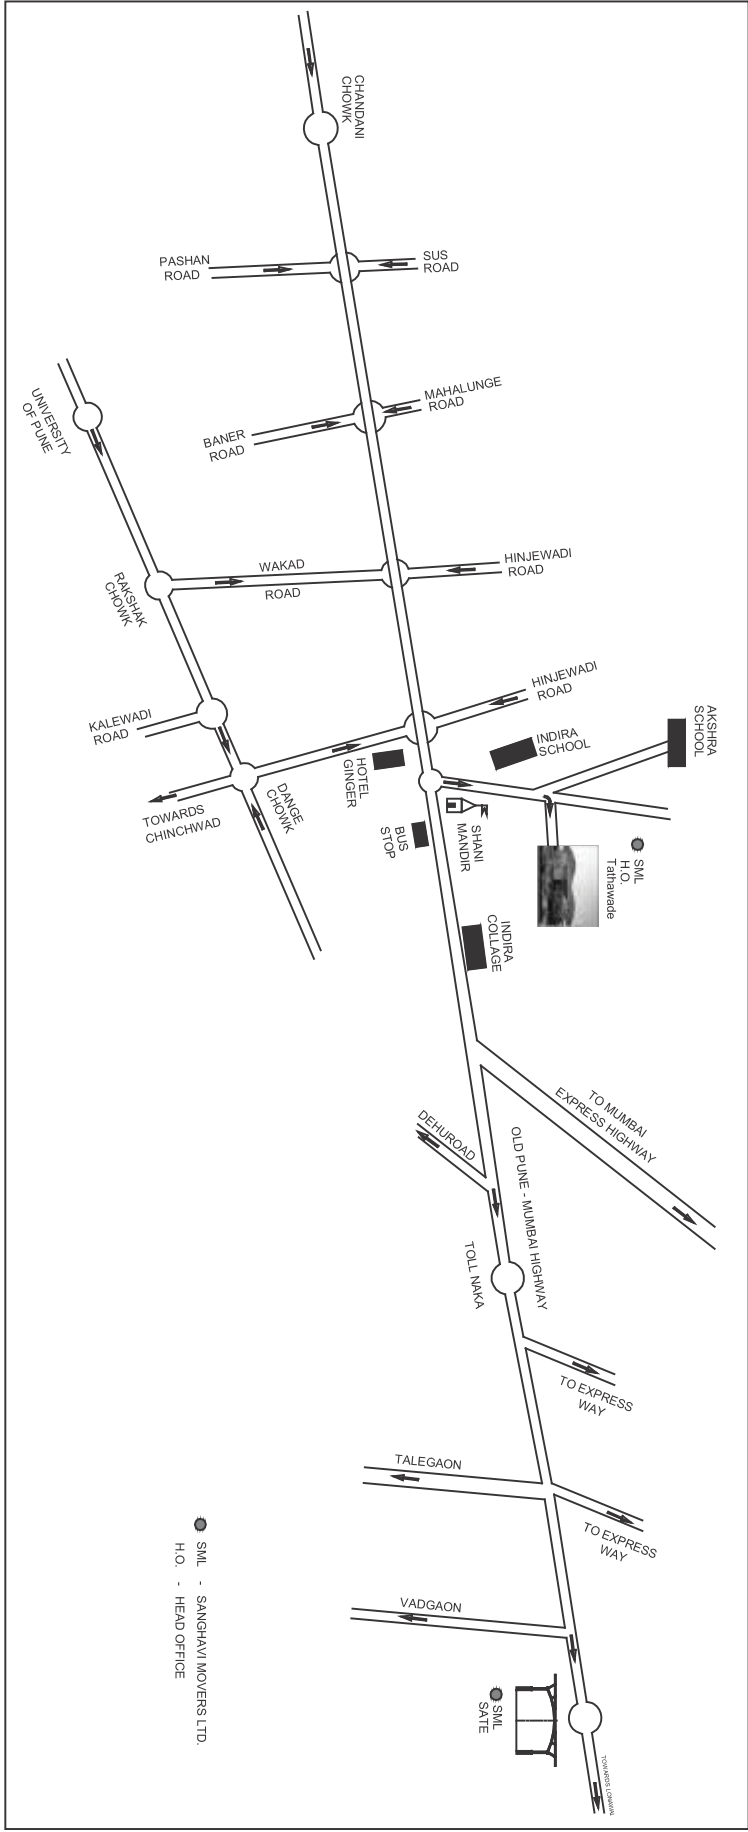 CHANDANI
CHOWK
PASHAN
ROAD
SUS
ROAD
UNIVERSITY
OF PUNE
BANER
ROAD
MAHALUNGE
ROAD
RAKSHAK
CHOWK
WAKAD
ROAD
HINJEWADI
ROAD
KALEWADI
ROAD
HINJEWADI
ROAD
INDIRA
SCHOOL
AKSHRA
SCHOOL
HOTEL
GINGER
DANGE
CHOWK
TOWARDS
CHINCHWAD
BUS
STOP
SHANI
MANDIR
SML
H.O.
Tathawade
INDIRA
COLLAGE
TO MUMBAI
EXPRESS HIGHWAY
DEHUROAD
OLD PUNE - MUMBAI HIGHWAY
TOLL NAKA
TO EXPRESS
WAY
TALEGAON
TO EXPRESS
WAY
VADGAON
SML
SATE
TOWARDS LONAWAL
SML - SANGHAVI MOVERS LTD.
H.O. - HEAD OFFICE